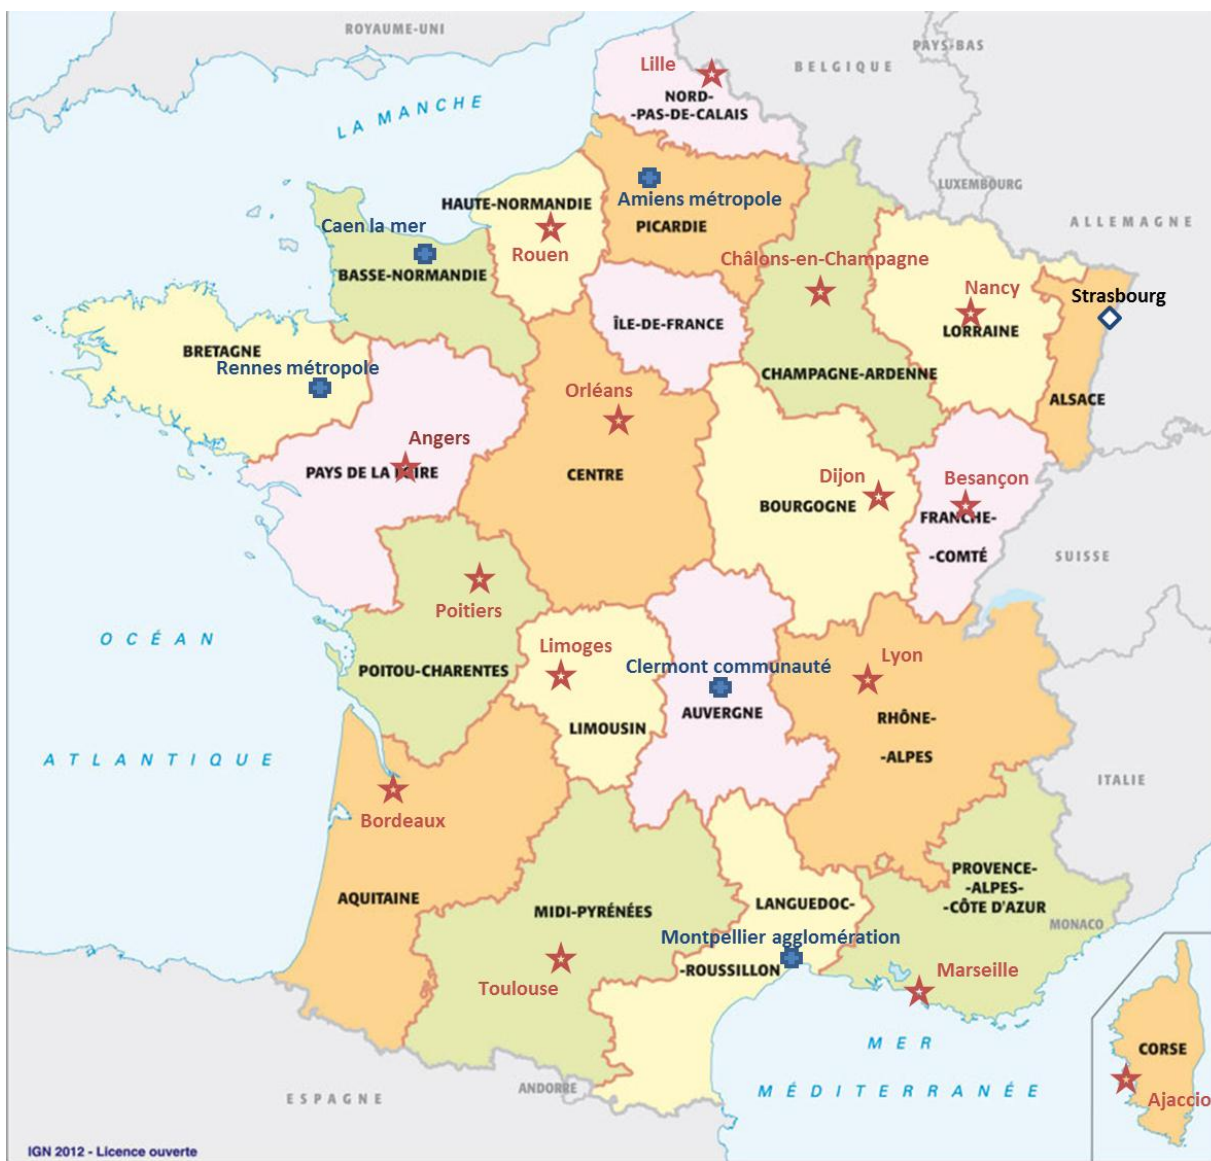 ROYAUME-UNI
PAYS-BAS
Lille
BELGIQUE
NORD-
-PAS-DE-CALAIS
LA MANCHE
LUXEMBOURG
Amiens métropole
HAUTE-NORMANDIE
ALLEMAGNE
Caen la mer
PICARDIE
Rouen
Châlons-en-Champagne
BASSE-NORMANDIE
Nancy
Strasbourg
ÎLE-DE-FRANCE
LORRAINE
BRETAGNE
Rennes métropole
CHAMPAGNE-ARDENNE
Orléans
ALSACE
Angers
PAYS DE LA LOIRE
CENTRE
Dijon
Besançon
BOURGOGNE
FRANCHE-
-COMTÉ
SUISSE
Poitiers
OCÉAN
Limoges
Lyon
Clermont communauté
POITOU-CHARENTES
AUVERGNE
RHÔNE-
LIMOUSIN
-ALPES
ATLANTIQUE
ITALIE
Bordeaux
PROVENCE-
-ALPES-
-CÔTE D'AZUR
AQUITAINE
MIDI-PYRÉNÉES
LANGUEDOC-
MONACO
Montpellier agglomération
-ROUSSILLON
Marseille
Toulouse
MER
CORSE
ANDORRE
MÉDITERRANÉE
ESPAGNE
Ajaccio
IGN 2012 - Licence ouverte